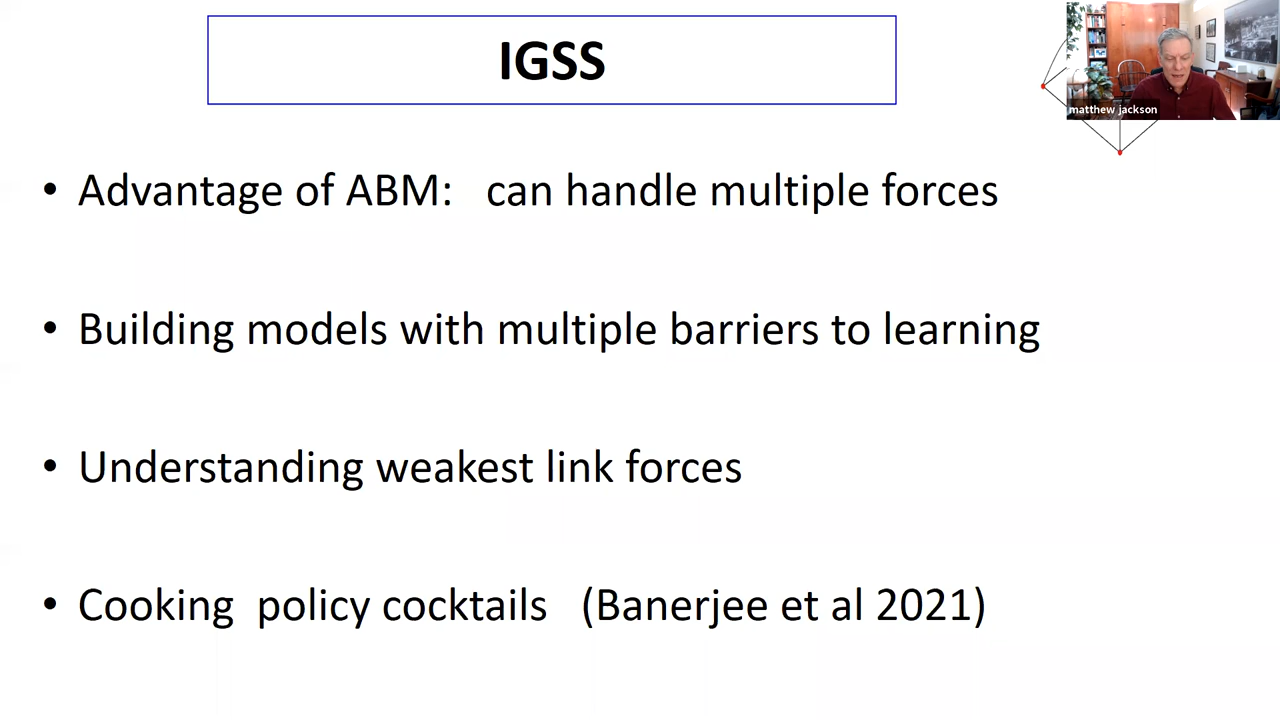 IGSS
matthew jackson
• Advantage of ABM: can handle multiple forces
• Building models with multiple barriers to learning
• Understanding weakest link forces
• Cooking policy cocktails (Banerjee et al 2021)